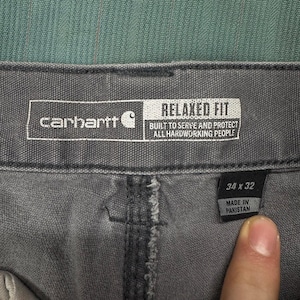 carhartt
RELAXED FIT
BUILT TO SERVE AND PROTECT
ALL HARDWORKING PEOPLE
34 x 32
MADE IN
PAKISTAN